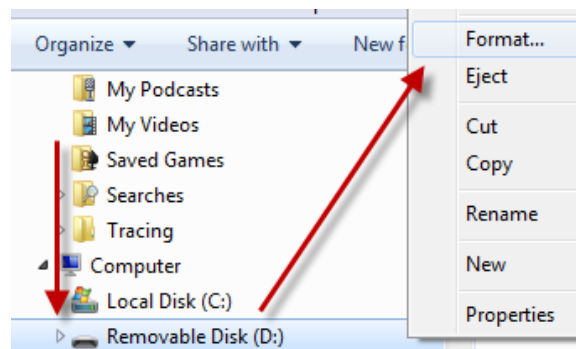 Organize Share with New f
My Podcasts
My Videos
Saved Games
Searches
Tracing
Computer
Local Disk (C:)
Removable Disk (D:)
Format...
Eject
Cut
Copy
Rename
New
Properties